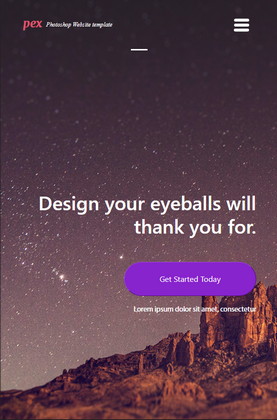 pex Photoshop Website template
Design your eyeballs will
thank you for.
Get Started Today
Lorem ipsum dolor sit amet, consectetur